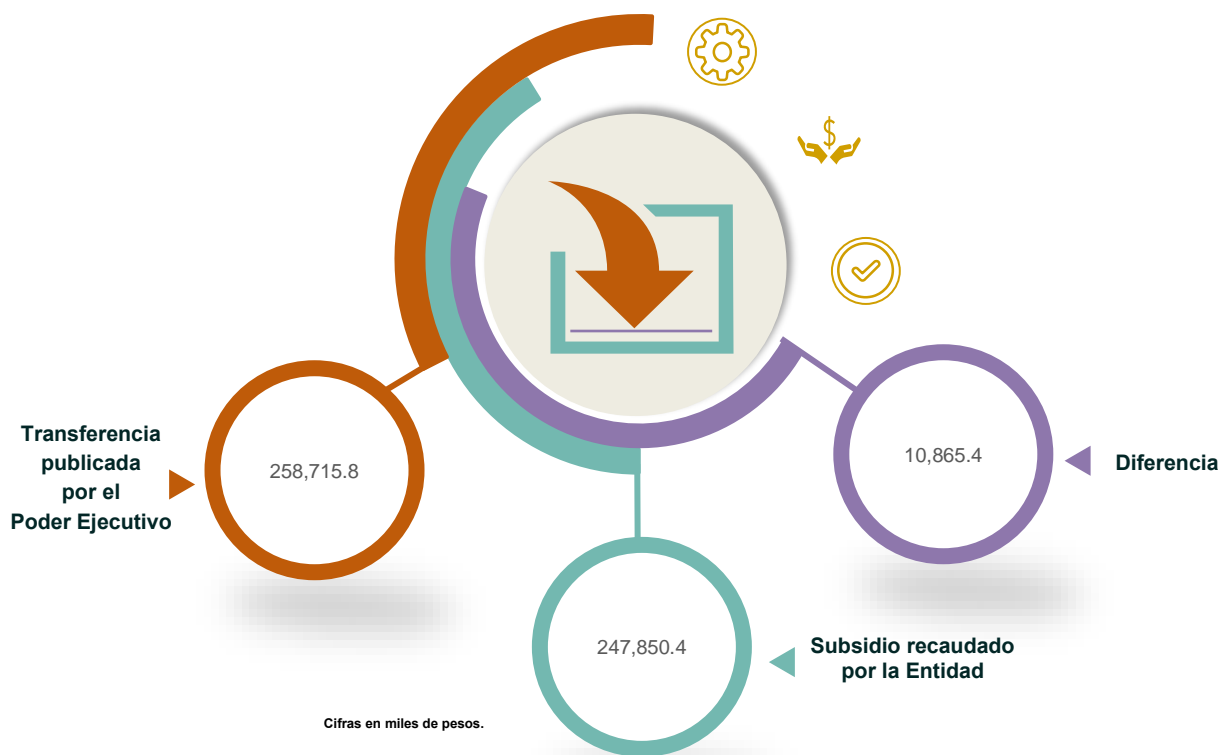 Transferencia
publicada
por el
Poder Ejecutivo
258,715.8
10,865.4
Diferencia
247,850.4
Subsidio recaudado
por la Entidad
Cifras en miles de pesos.
$